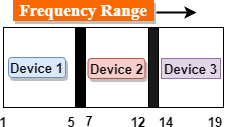 Frequency Range
Device 1 Device 2 Device 3
1 5 7 12 14 19